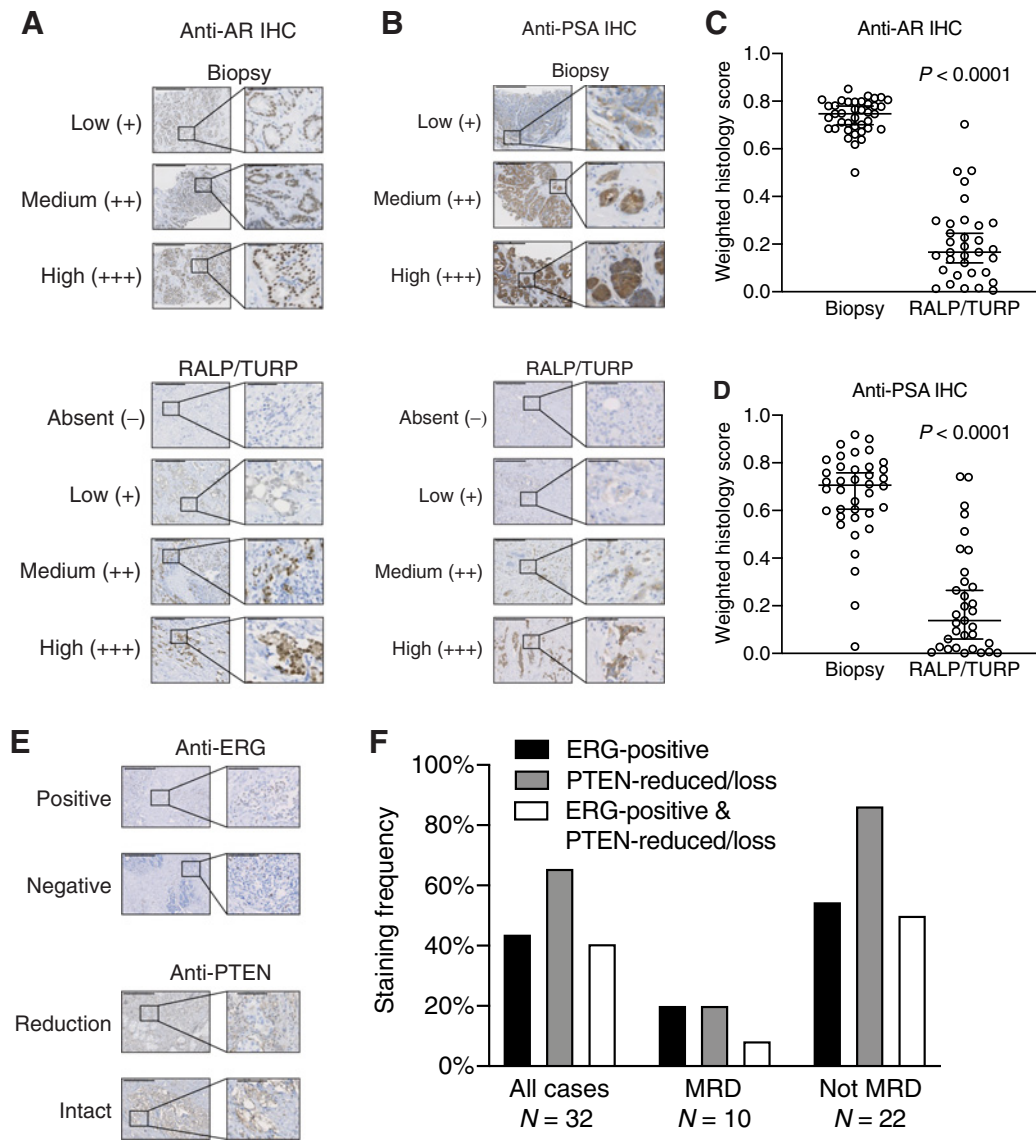 A
Anti-AR IHC
Biopsy
Low (+)
Medium (++)
High (+++)
RALP/TURP
Absent (−)
Low (+)
Medium (++)
High (+++)
B
Anti-PSA IHC
Biopsy
Low (+)
Medium (++)
High (+++)
RALP/TURP
Absent (−)
Low (+)
Medium (++)
High (+++)
C
Anti-AR IHC
Weighted histology score
1.0
0.8
0.6
0.4
0.2
0.0
P < 0.0001
Biopsy
RALP/TURP
D
Anti-PSA IHC
Weighted histology score
1.0
0.8
0.6
0.4
0.2
0.0
P < 0.0001
Biopsy
RALP/TURP
E
Anti-ERG
Positive
Negative
Anti-PTEN
Reduction
Intact
F
ERG-positive
PTEN-reduced/loss
ERG-positive &
PTEN-reduced/loss
Staining frequency
100%
80%
60%
40%
20%
0%
All cases
N = 32
MRD
N = 10
Not MRD
N = 22